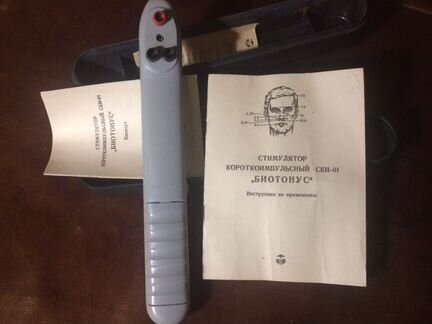 СТИМУЛЯТОР
КОРОТКОИМПУЛЬСНЫЙ СКИ-01
„БИОТОНУС“
Паспорт
СТИМУЛЯТОР
КОРОТКОИМПУЛЬСНЫЙ СКИ-01
„БИОТОНУС“
Инструкция по применению